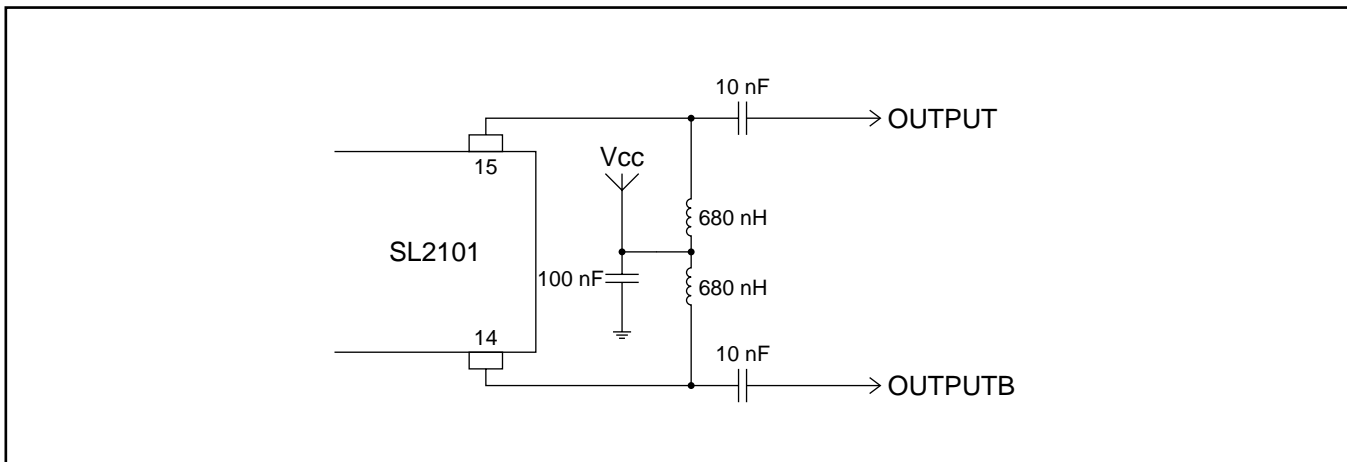 10 nF
OUTPUT
15
Vcc
680 nH
SL2101
100 nF
680 nH
14
10 nF
OUTPUTB